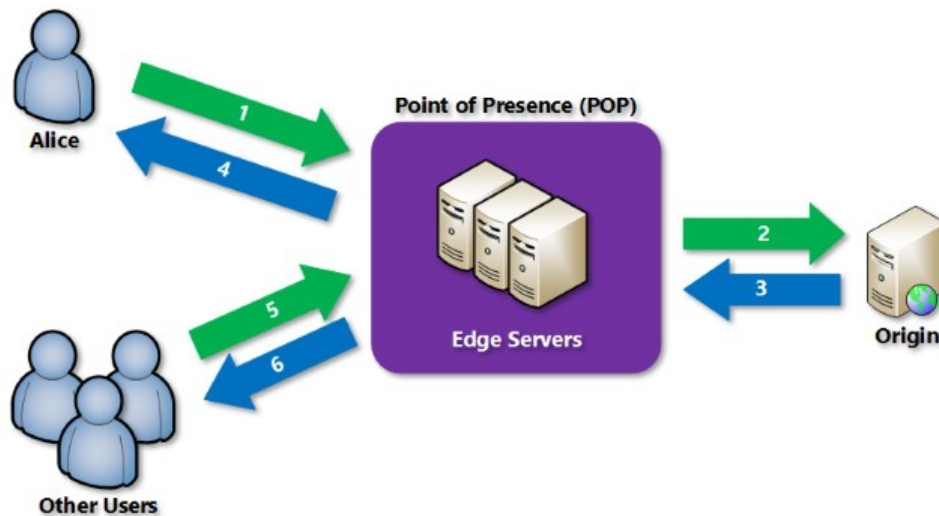 1
Point of Presence (POP)
Alice
4
2
3
Origin
5
Edge Servers
6
Other Users